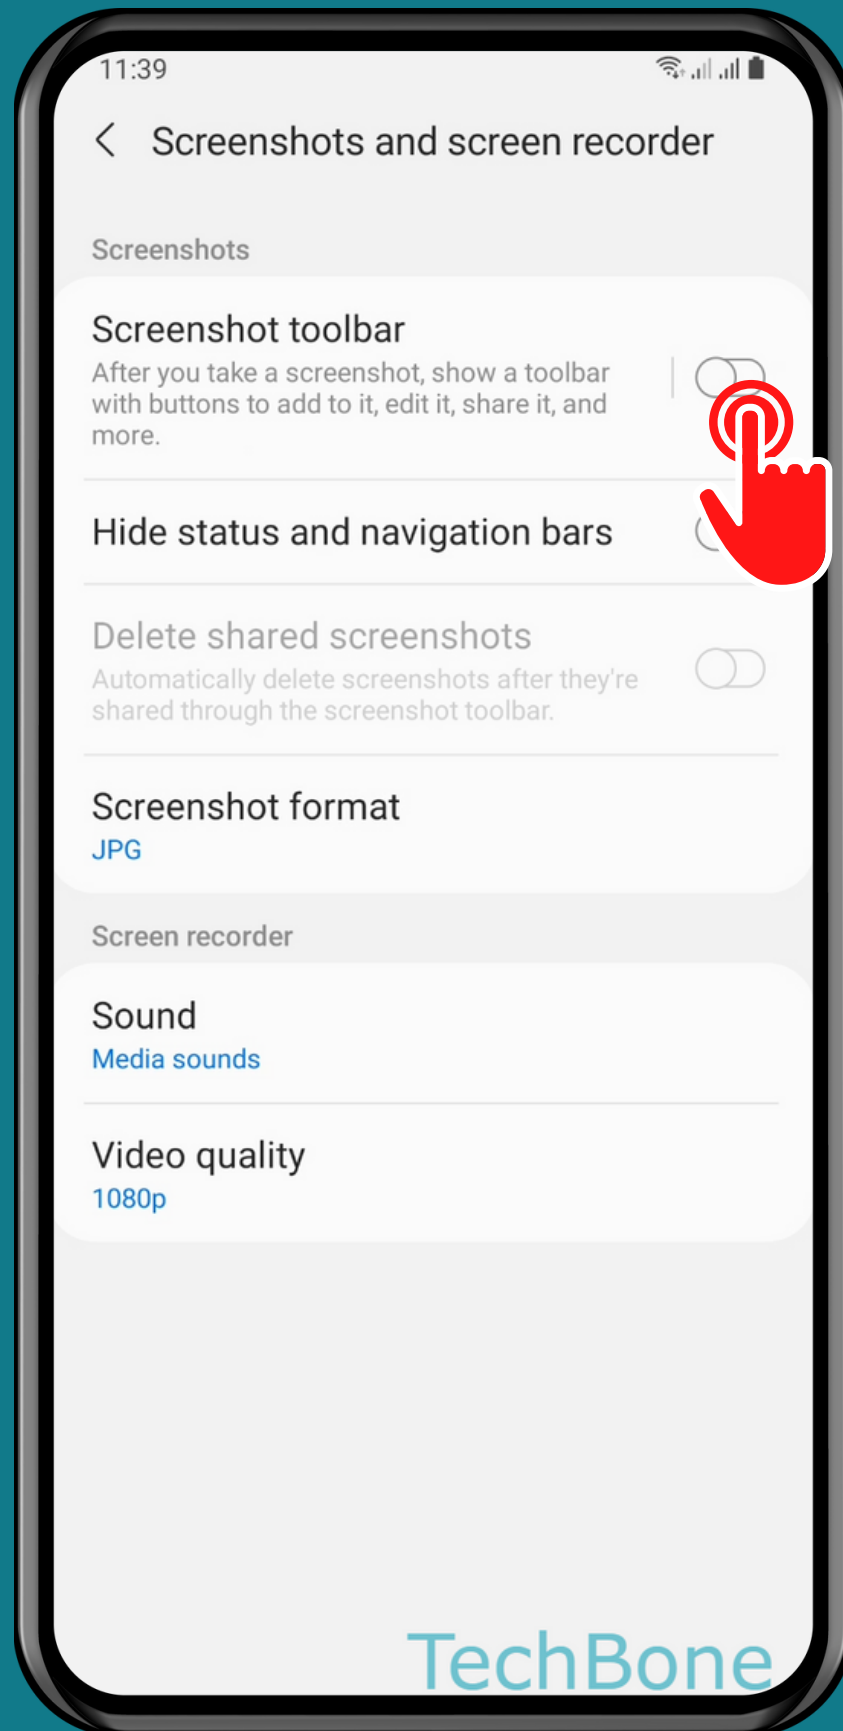 11:39
Screenshots and screen recorder
Screenshots
Screenshot toolbar
After you take a screenshot, show a toolbar
with buttons to add to it, edit it, share it, and
more.
Hide status and navigation bars
Delete shared screenshots
Automatically delete screenshots after they're
shared through the screenshot toolbar.
Screenshot format
JPG
Screen recorder
Sound
Media sounds
Video quality
1080p
TechBone